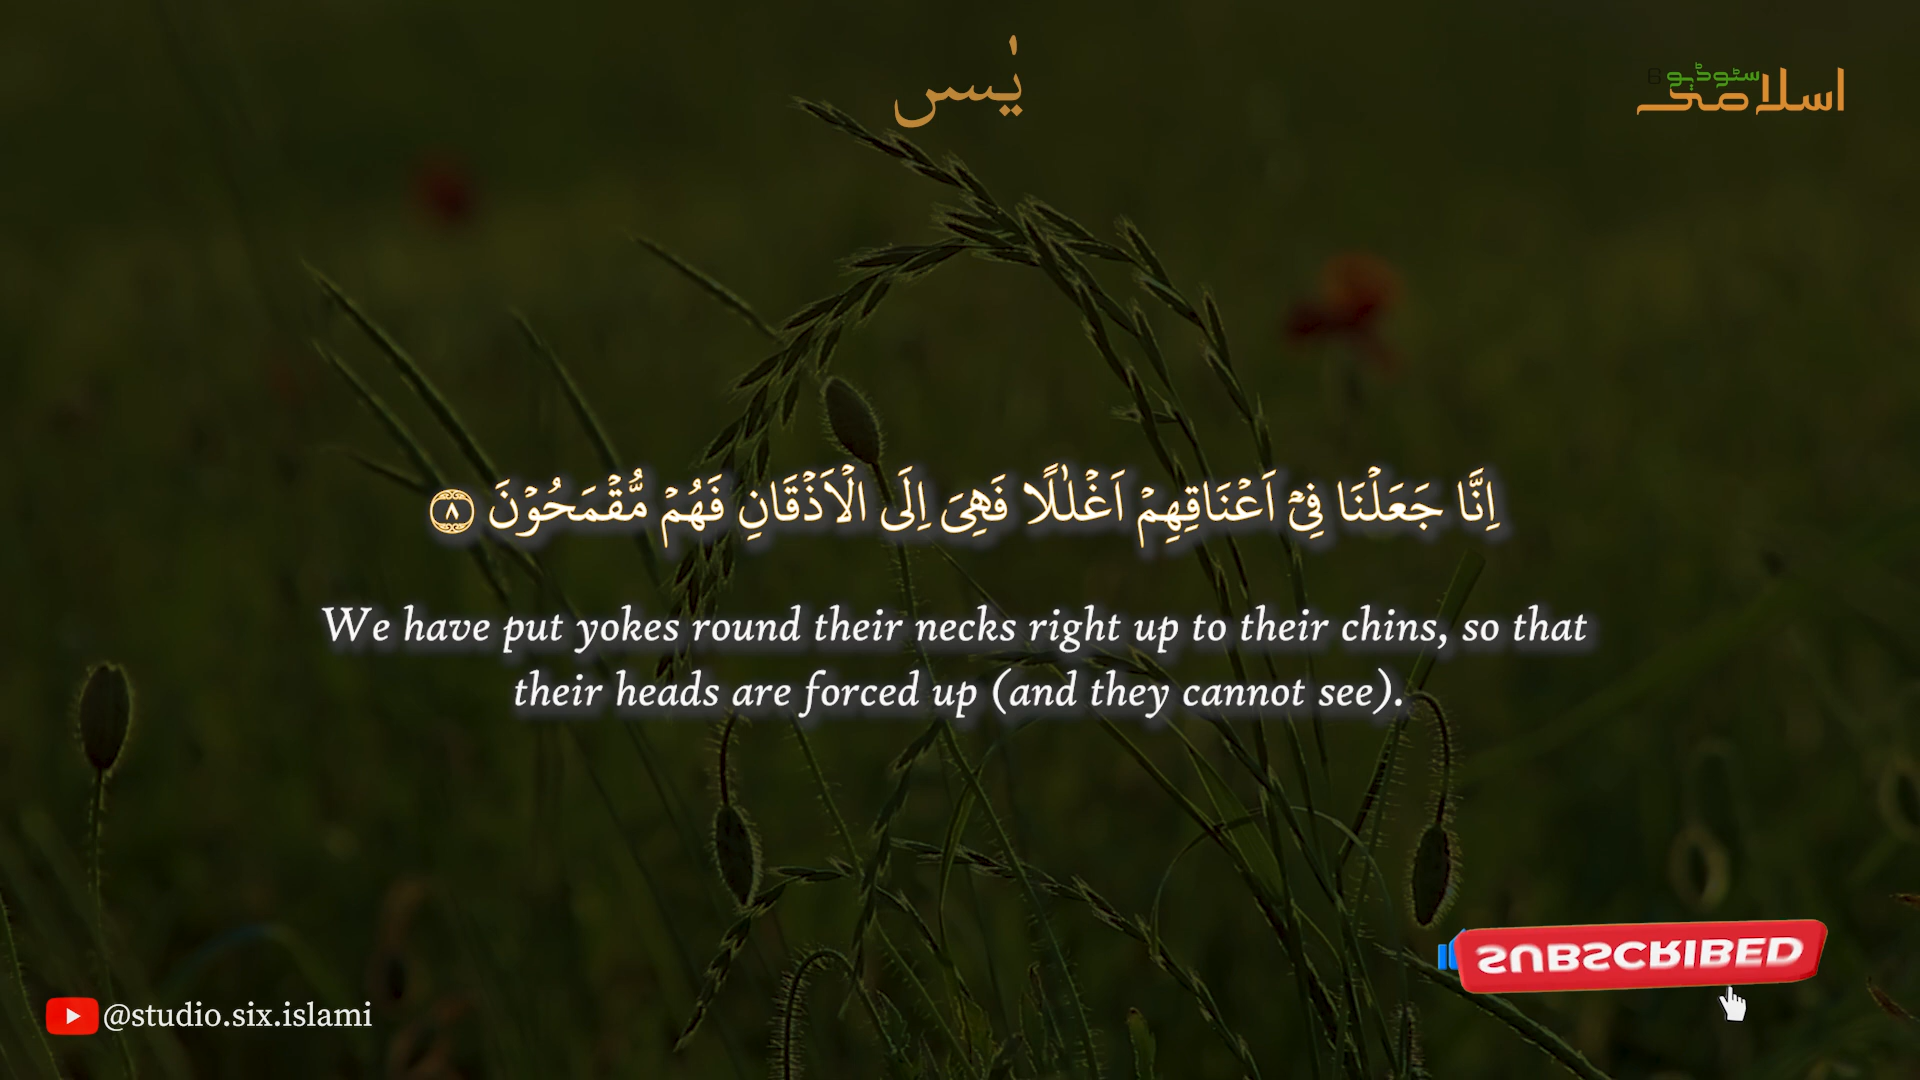 یٰسٓ
اسلامی
سٹوڈیو 6
اِنَّا جَعَلْنَا فِیْۤ اَعْنَاقِهِمْ اَغْلٰلًا فَهِیَ اِلَى الْاَذْقَانِ فَهُمْ مُّقْمَحُوْنَ ۝۸
We have put yokes round their necks right up to their chins, so that
their heads are forced up (and they cannot see).
SUBSCRIBED
@studio.six.islami